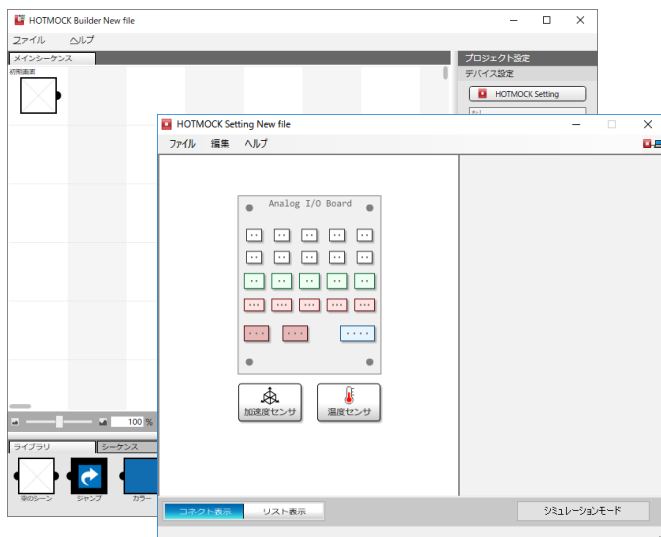 HOTMOCK Builder New file
ファイル ヘルプ
メインシーケンス
初期画面
プロジェクト設定
デバイス設定
HOTMOCK Setting
HOTMOCK Setting New file
ファイル 編集 ヘルプ
Analog I/O Board
加速度センサ
温度センサ
100 %
ライブラリ
シーケンス
空のシーン
ジャンプ
カラー
コネクト表示
リスト表示
シミュレーションモード